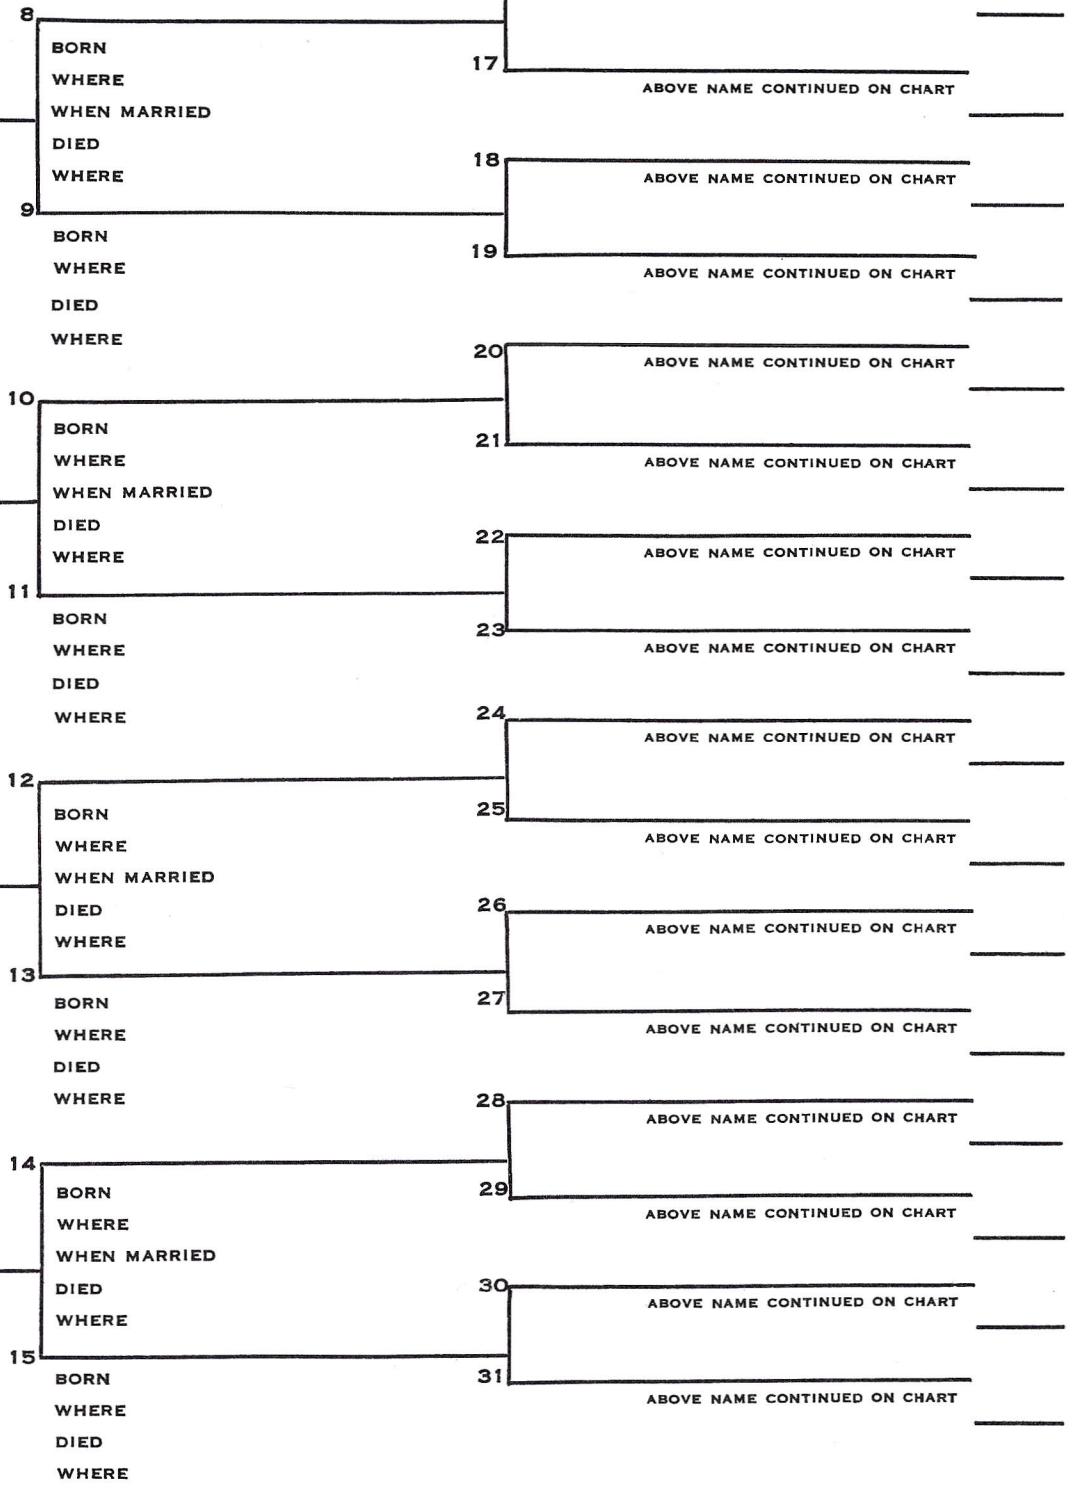 8
BORN
WHERE
WHEN MARRIED
DIED
WHERE
9
BORN
WHERE
DIED
WHERE
10
BORN
WHERE
WHEN MARRIED
DIED
WHERE
11
BORN
WHERE
DIED
WHERE
12
BORN
WHERE
WHEN MARRIED
DIED
WHERE
13
BORN
WHERE
DIED
WHERE
14
BORN
WHERE
WHEN MARRIED
DIED
WHERE
15
BORN
WHERE
DIED
WHERE
17
ABOVE NAME CONTINUED ON CHART
18
ABOVE NAME CONTINUED ON CHART
19
ABOVE NAME CONTINUED ON CHART
20
ABOVE NAME CONTINUED ON CHART
21
ABOVE NAME CONTINUED ON CHART
22
ABOVE NAME CONTINUED ON CHART
23
ABOVE NAME CONTINUED ON CHART
24
ABOVE NAME CONTINUED ON CHART
25
ABOVE NAME CONTINUED ON CHART
26
ABOVE NAME CONTINUED ON CHART
27
ABOVE NAME CONTINUED ON CHART
28
ABOVE NAME CONTINUED ON CHART
29
ABOVE NAME CONTINUED ON CHART
30
ABOVE NAME CONTINUED ON CHART
31
ABOVE NAME CONTINUED ON CHART